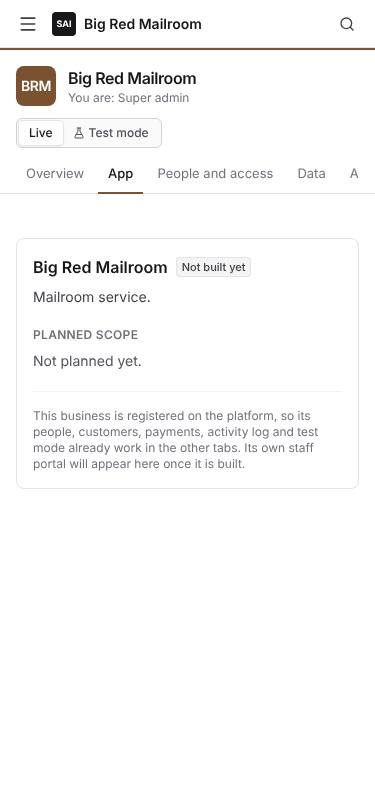 SAI Big Red Mailroom
BRM
Big Red Mailroom
You are: Super admin
Live Test mode
Overview App People and access Data A
Big Red Mailroom Not built yet
Mailroom service.
PLANNED SCOPE
Not planned yet.
This business is registered on the platform, so its
people, customers, payments, activity log and test
mode already work in the other tabs. Its own staff
portal will appear here once it is built.